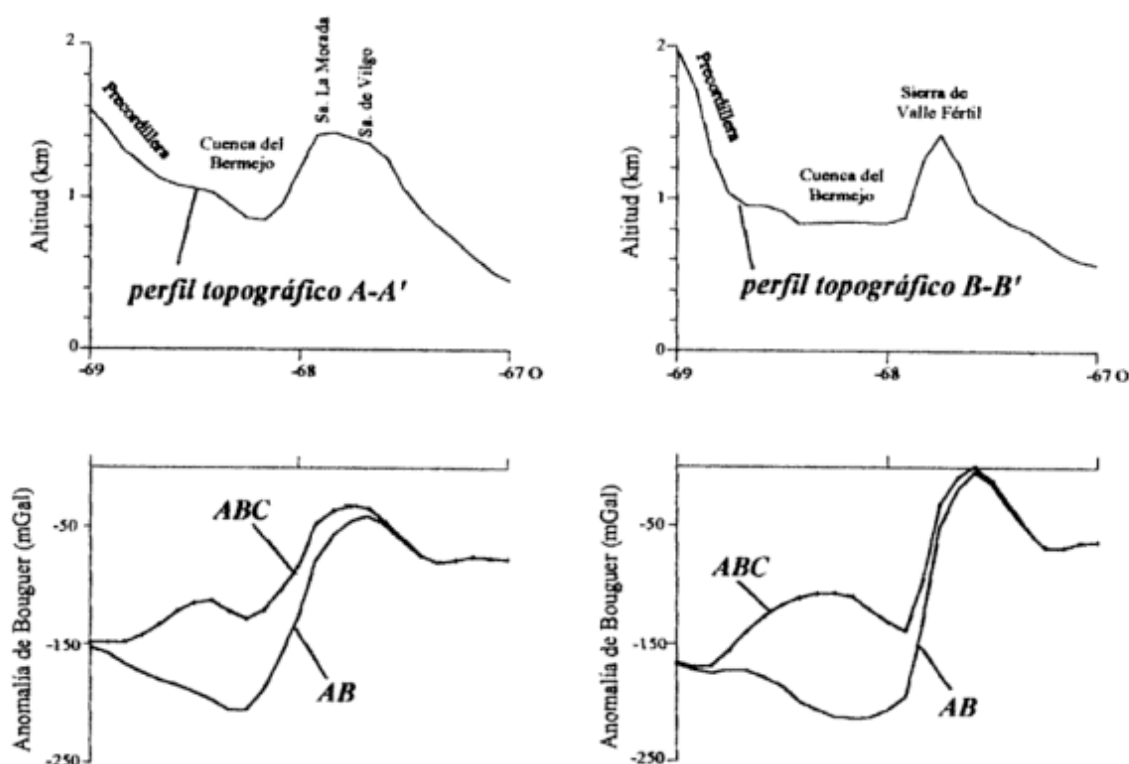 2
Altitud (km)
1
0
Precordillera
Cuenca del
Bermejo
Sa. La Morada
Sa. de Vilgo
perfil topográfico A-A'
-69
-68
-67 O
2
Altitud (km)
1
0
Precordillera
Cuenca del
Bermejo
Sierra de
Valle Fértil
perfil topográfico B-B'
-69
-68
-67 O
Anomalía de Bouguer (mGal)
-50
-150
-250
ABC
AB
Anomalía de Bouguer (mGal)
-50
-150
-250
ABC
AB